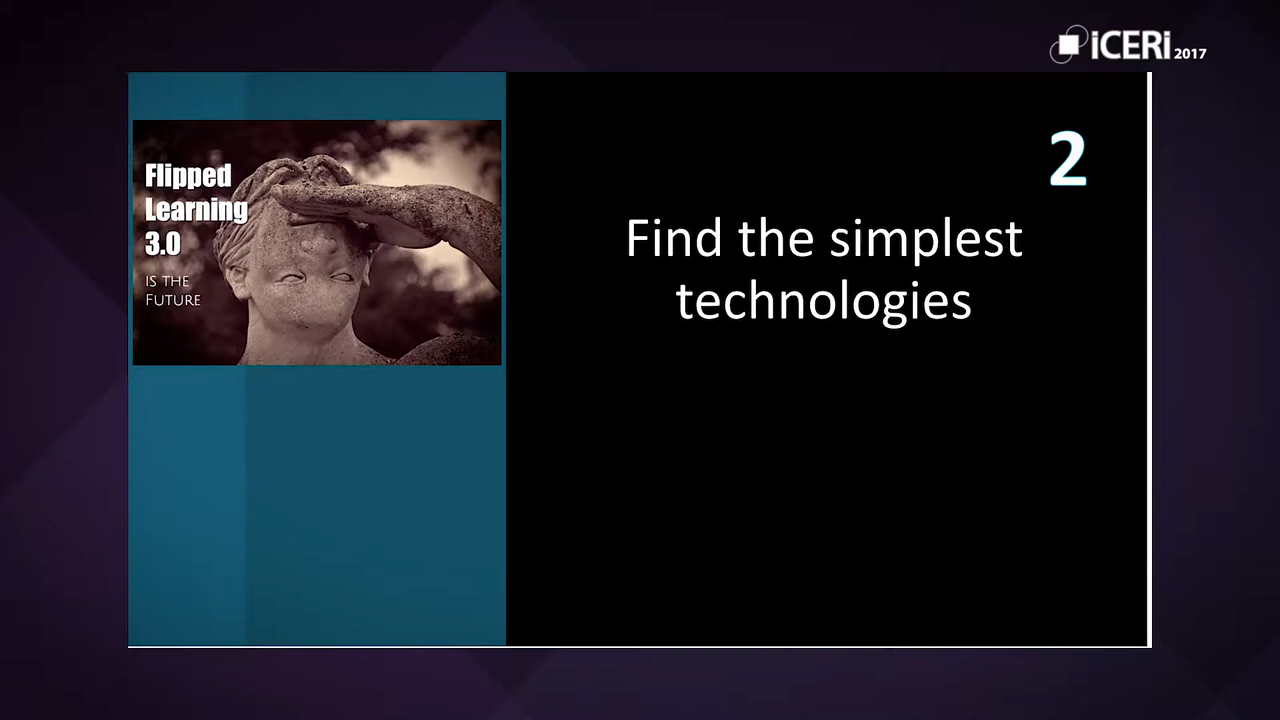 iCERi 2017
Flipped
Learning
3.0
IS THE
FUTURE
2
Find the simplest
technologies